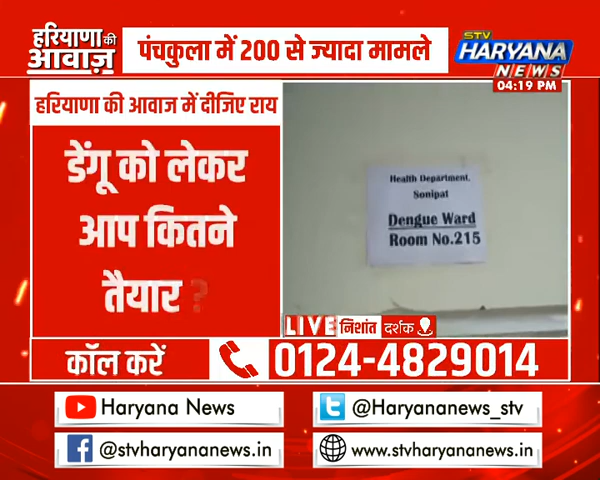 हरियाणा की
आवाज़
पंचकुला में 200 से ज्यादा मामले
STV
HARYANA
NEWS
04:19 PM
हरियाणा की आवाज में दीजिए राय
डेंगू को लेकर
आप कितने
तैयार ?
Health Department,
Sonipat
Dengue Ward
Room No.215
LIVE निशांत दर्शक
कॉल करें 0124-4829014
Haryana News
@Haryananews_stv
@stvharyananews.in
www.stvharyananews.in